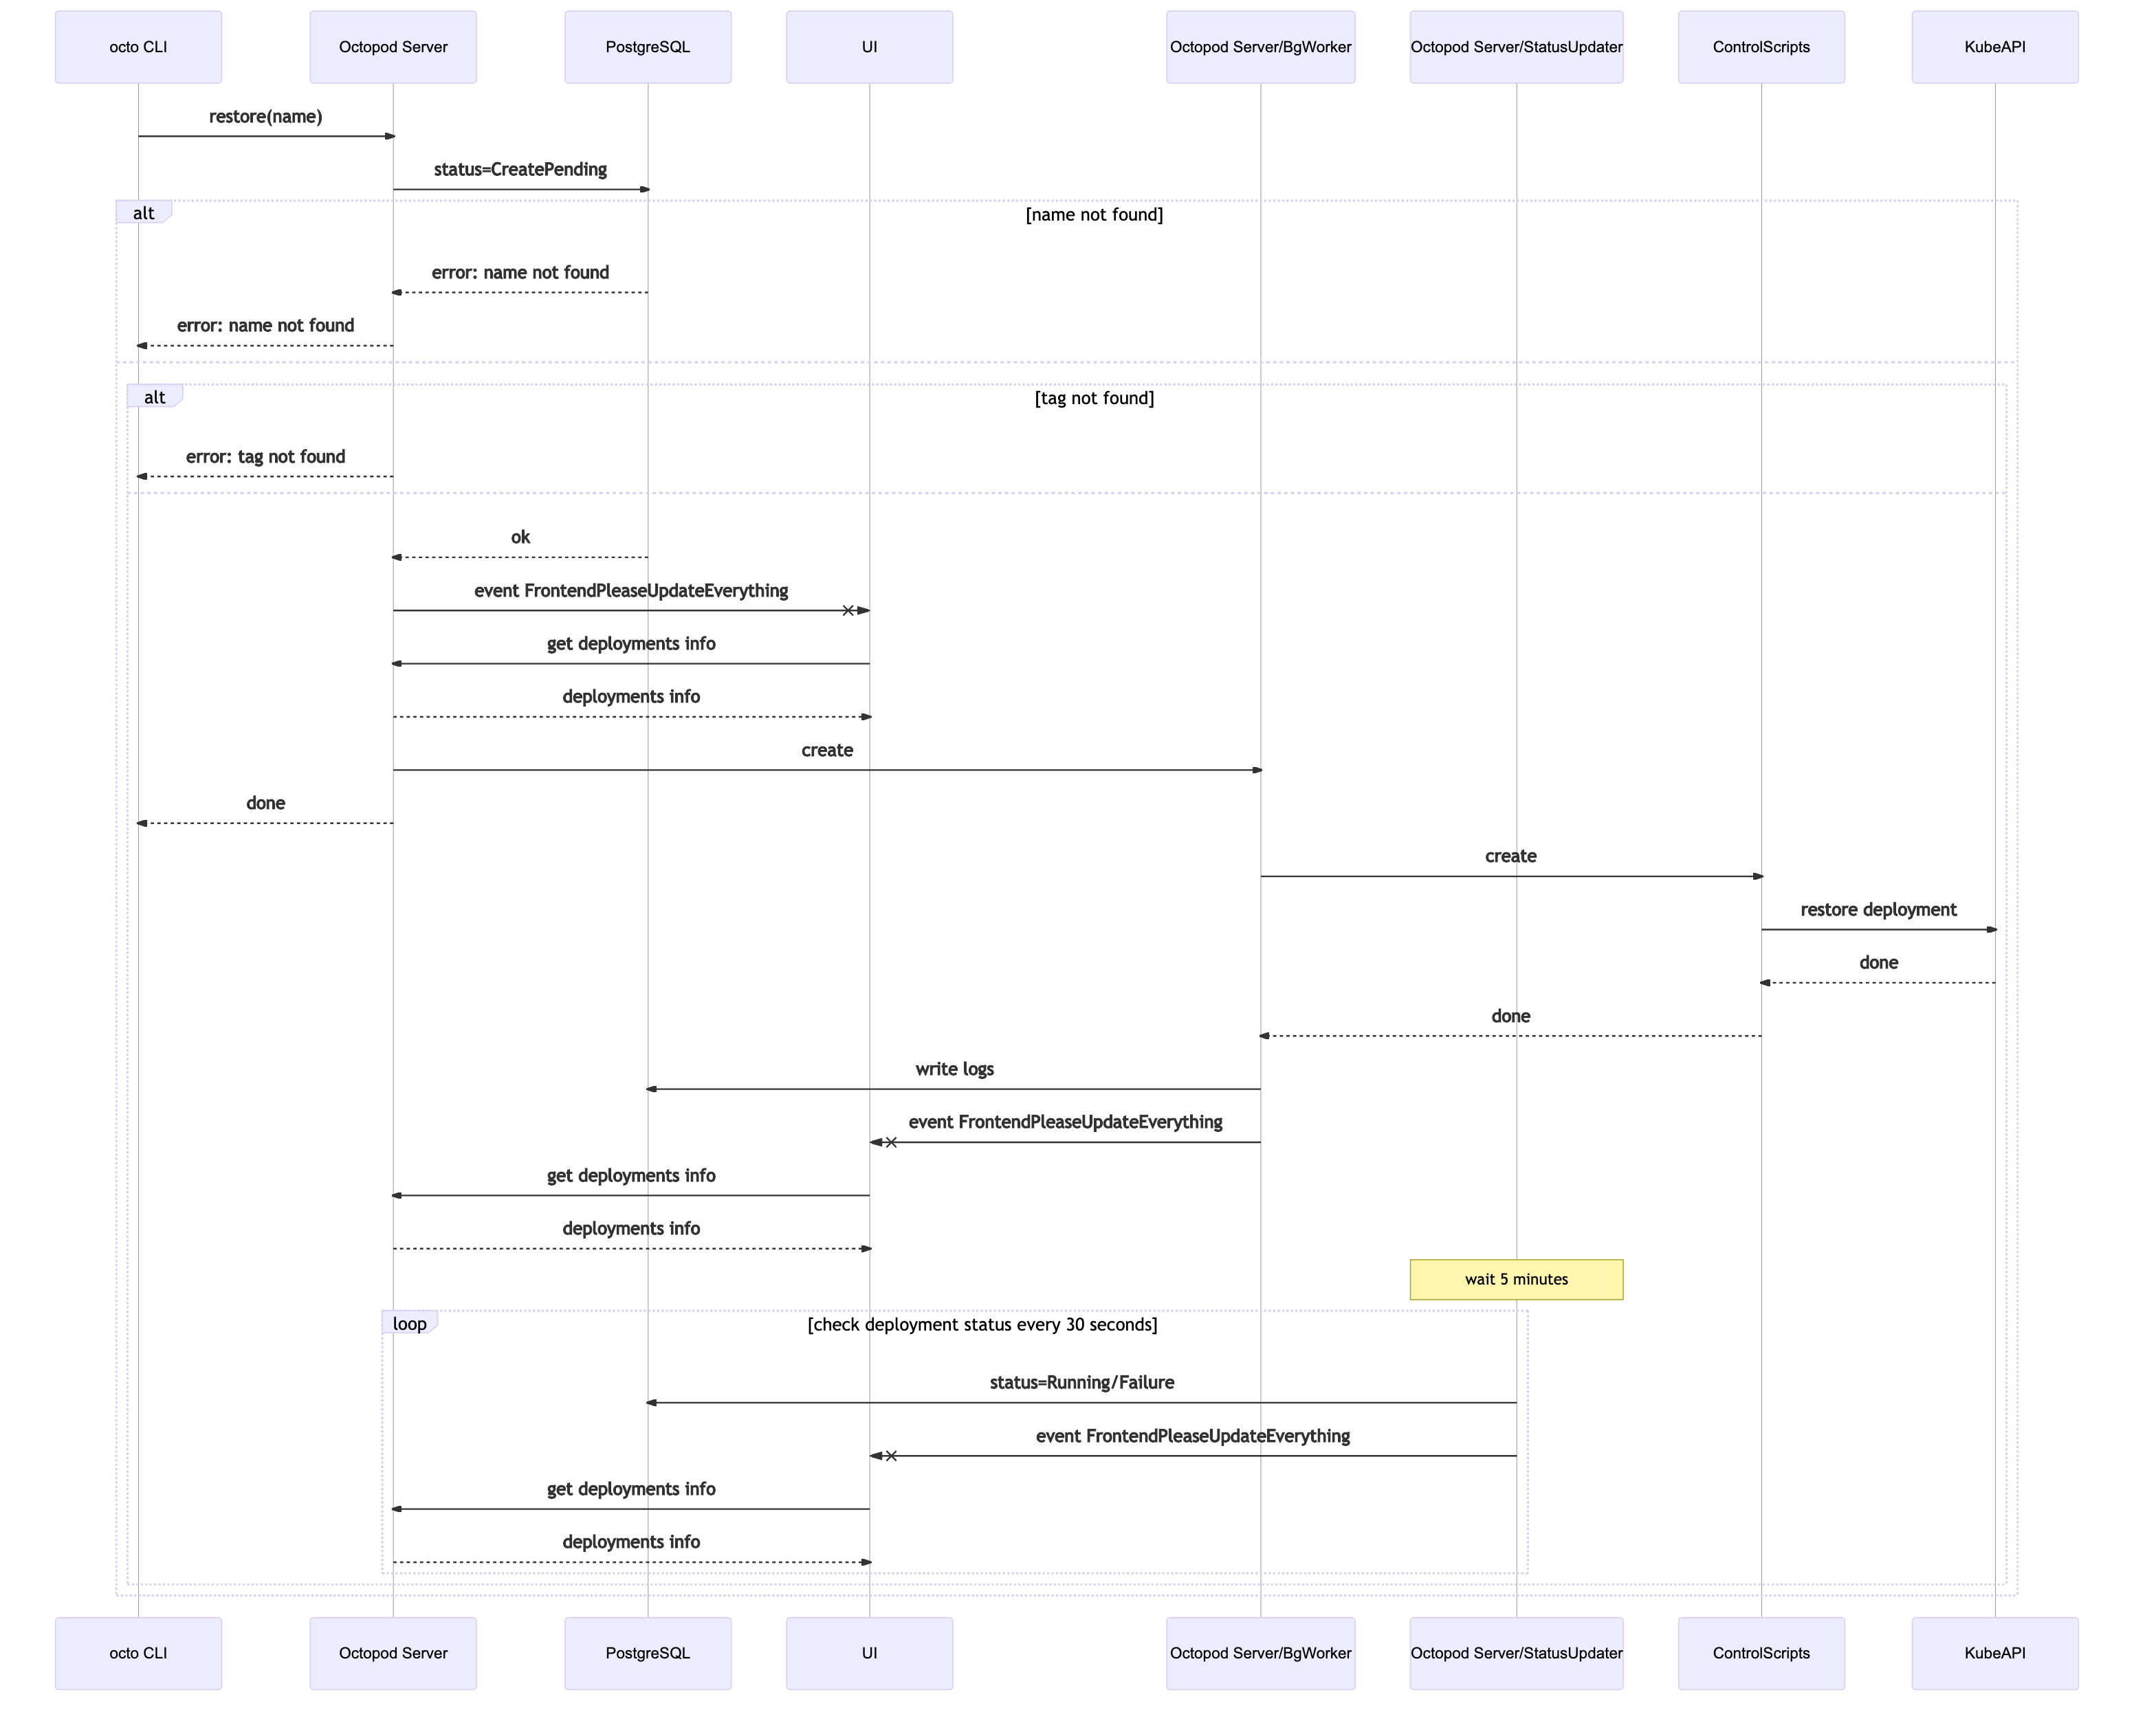 octo CLI
Octopod Server
PostgreSQL
UI
Octopod Server/BgWorker
Octopod Server/StatusUpdater
ControlScripts
KubeAPI
restore(name)
status=CreatePending
alt
[name not found]
error: name not found
error: name not found
alt
[tag not found]
error: tag not found
ok
event FrontendPleaseUpdateEverything
get deployments info
deployments info
create
done
create
restore deployment
done
done
write logs
event FrontendPleaseUpdateEverything
get deployments info
deployments info
wait 5 minutes
loop
[check deployment status every 30 seconds]
status=Running/Failure
event FrontendPleaseUpdateEverything
get deployments info
deployments info
octo CLI
Octopod Server
PostgreSQL
UI
Octopod Server/BgWorker
Octopod Server/StatusUpdater
ControlScripts
KubeAPI